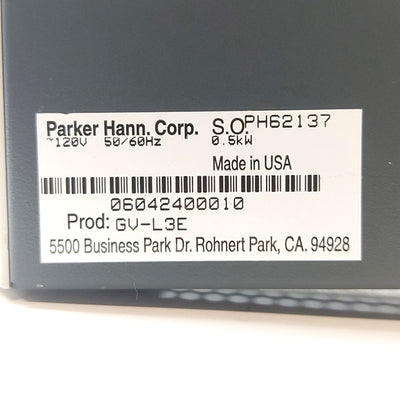 Parker Hann. Corp. S.O.PH62137
~120V 50/60Hz 0.5kW
Made in USA
06042400010
Prod: GV-L3E
5500 Business Park Dr. Rohnert Park, CA. 94928